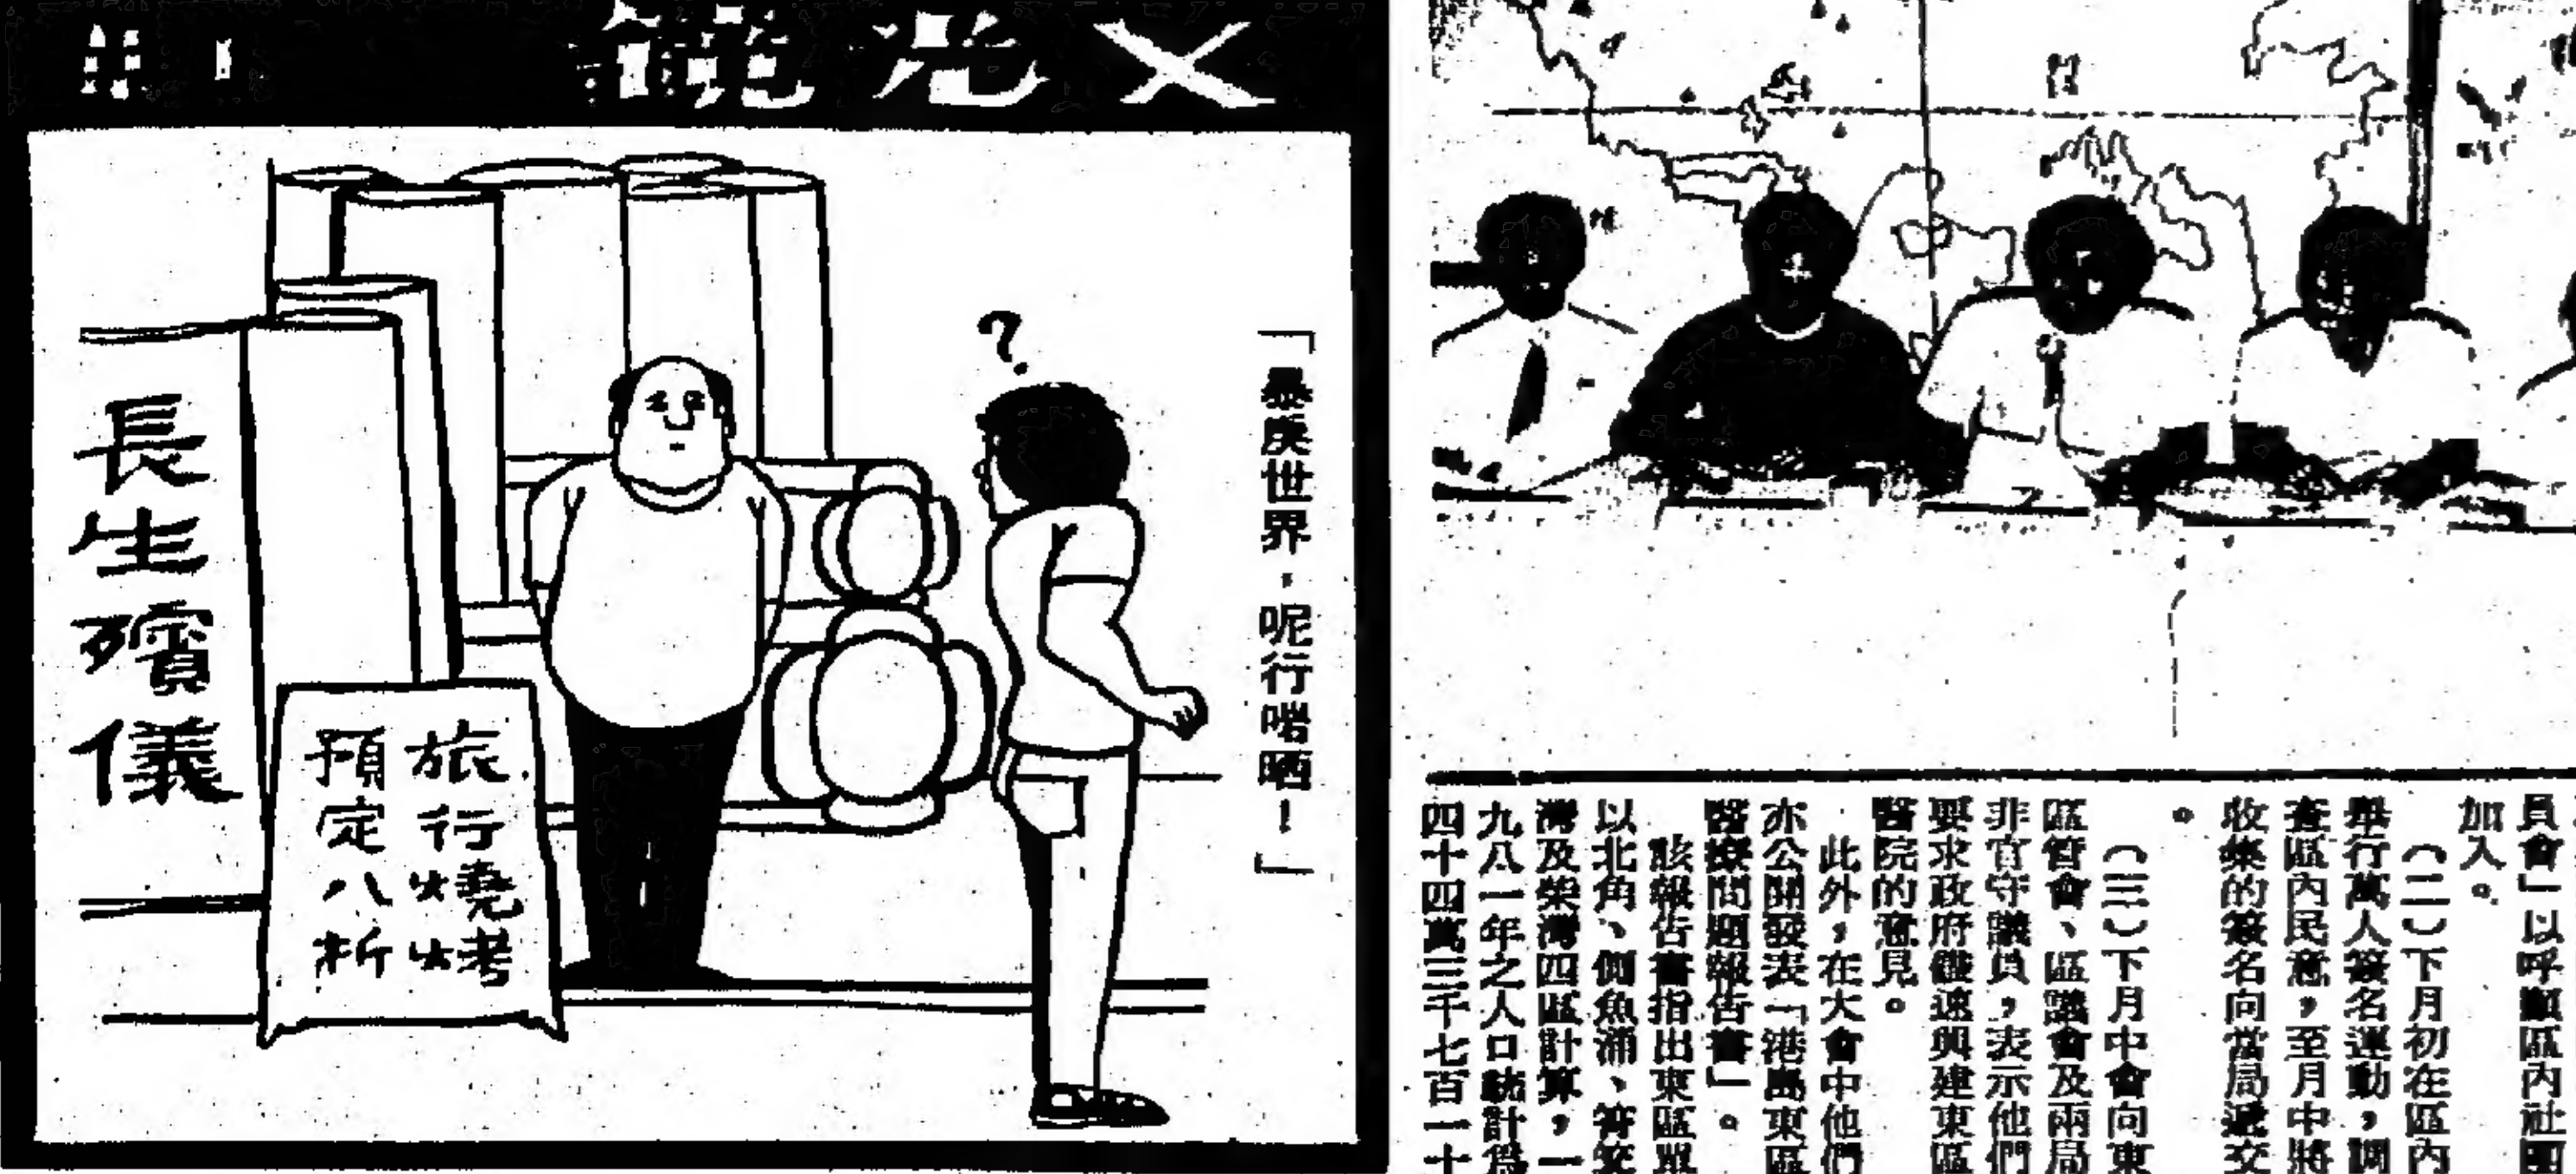 X光
「暴戾世界，呢行啱晒！」
旅行燒烤
預定八析
長生殯儀
員會」以呼籲區內社團
加入。
（二）下月初在區內
舉行萬人簽名運動，調
查區內民意，至月中將
收集的簽名向當局遞交
。
（三）下月中會向東
區管會、區議會及兩局
非官守議員，表示他們
要求政府儘速興建東區
醫院的意見。
此外，在大會中他們
亦公開發表「港島東區
醫療問題報告書」。
該報告書指出東區單
以北角、側魚涌、筲箕
灣及柴灣四區計算，一
九八一年之人口統計為
四十四萬三千七百一十